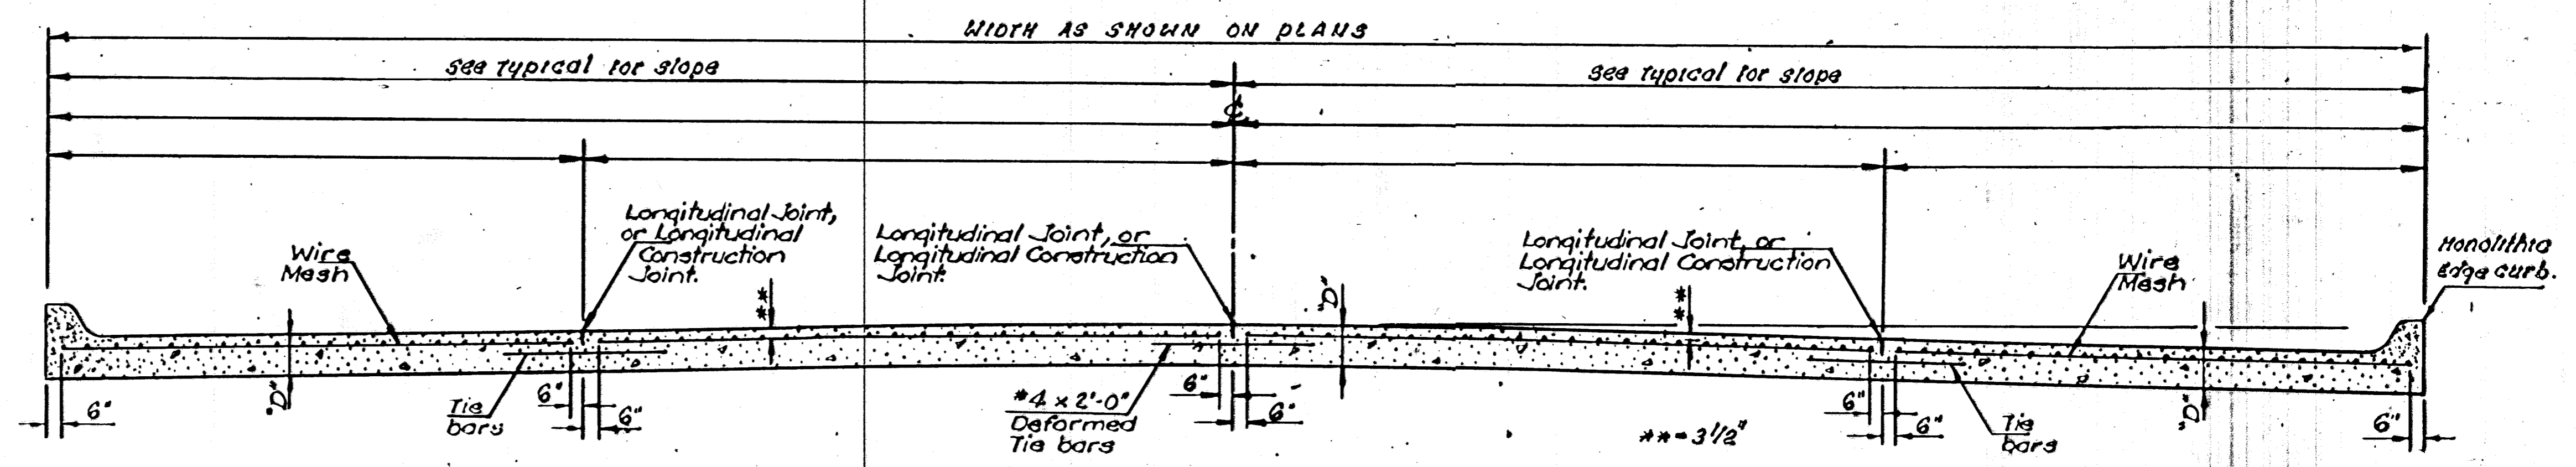 WIDTH AS SHOWN ON PLANS
See typical for slope
See typical for slope
℄
Longitudinal Joint,
or Longitudinal
Construction
Joint.
Wire
Mesh
Longitudinal Joint, or
Longitudinal Construction
Joint.
Longitudinal Joint, or
Longitudinal Construction
Joint.
Wire
Mesh
Monolithic
edge curb.
**
"D"
**
"D"
6"
Tie
bars
6"
6"
#4 x 2'-0"
Deformed
Tie bars
6"
6"
**=3 1/2"
6"
6"
Tie
bars
"D"
6"